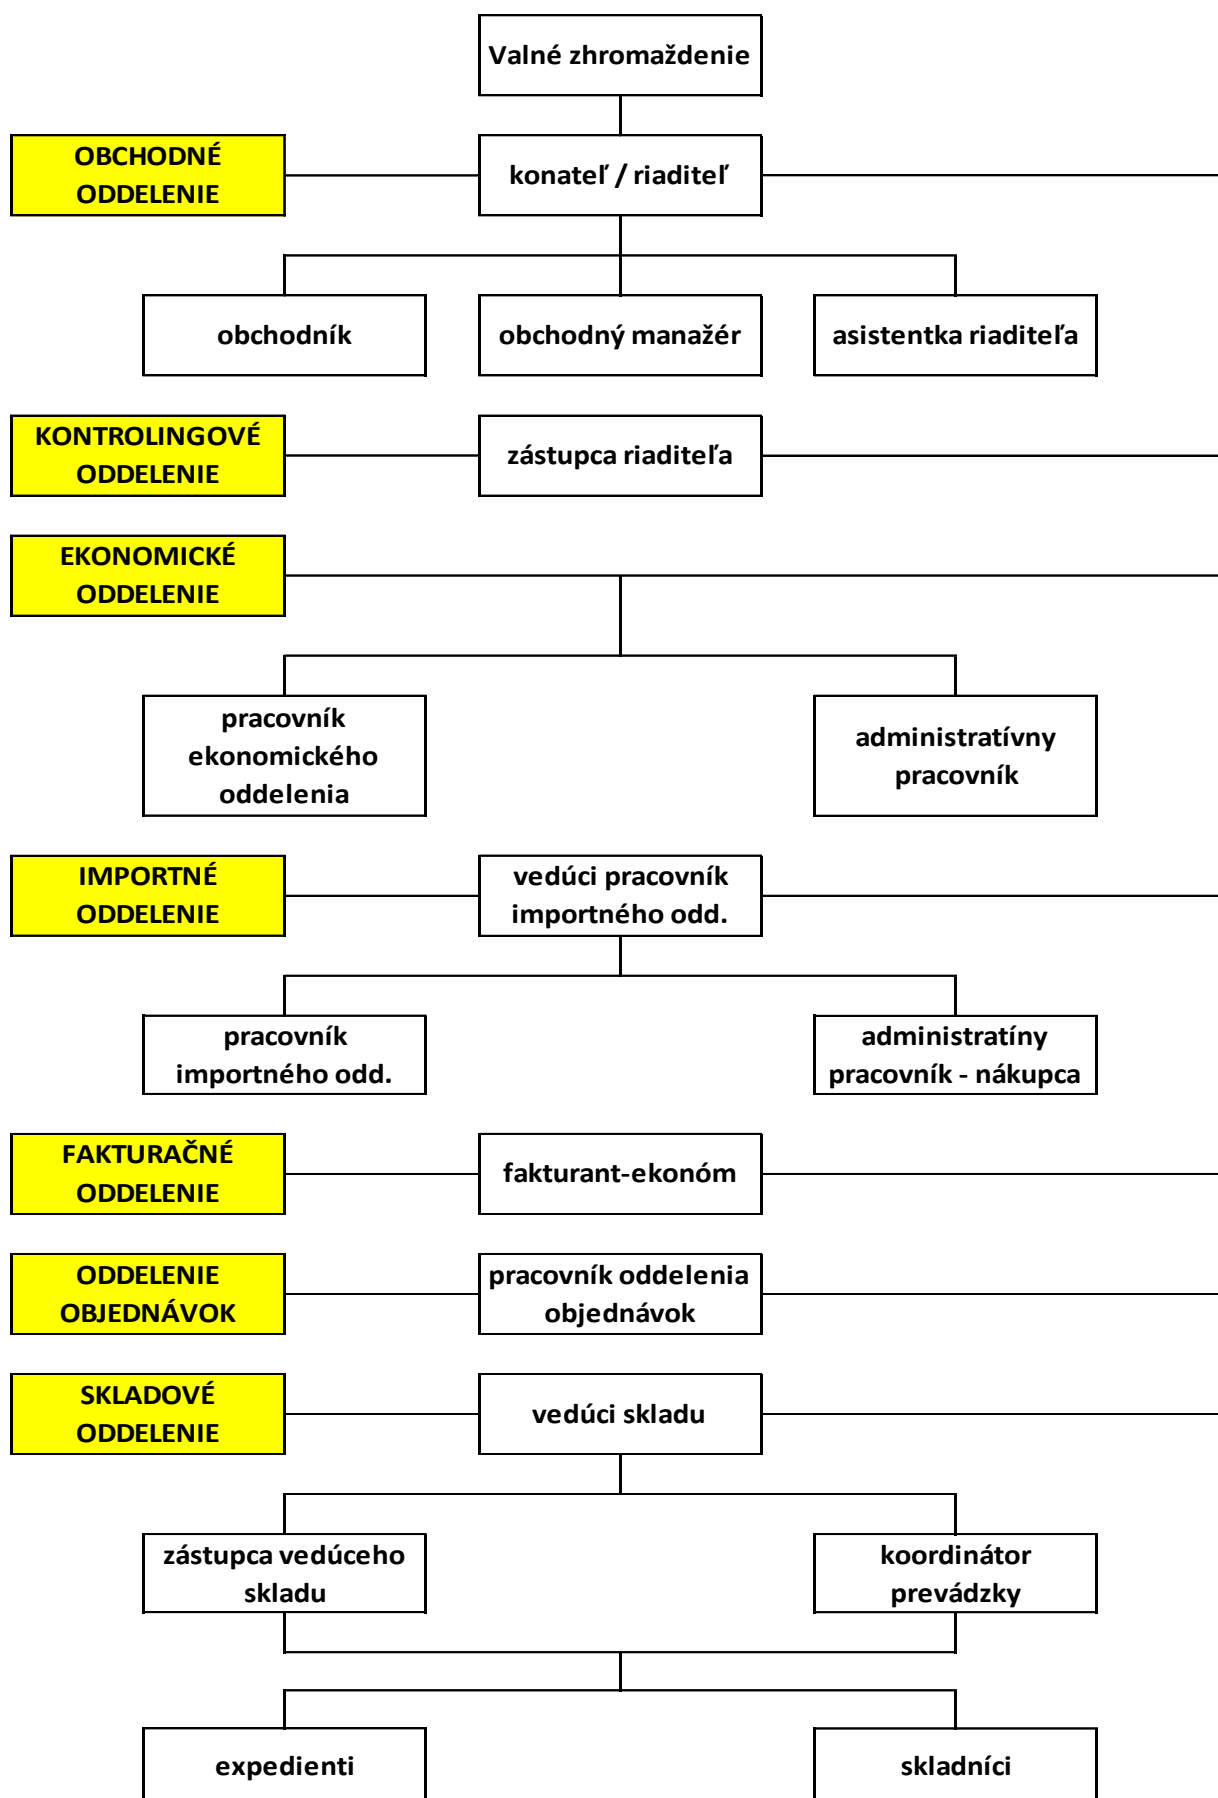 Valné zhromaždenie
OBCHODNÉ
ODDELENIE
konateľ / riaditeľ
obchodník
obchodný manažér
asistentka riaditeľa
KONTROLINGOVÉ
ODDELENIE
zástupca riaditeľa
EKONOMICKÉ
ODDELENIE
pracovník
ekonomického
oddelenia
administratívny
pracovník
IMPORTNÉ
ODDELENIE
vedúci pracovník
importného odd.
pracovník
importného odd.
administratíny
pracovník - nákupca
FAKTURAČNÉ
ODDELENIE
fakturant-ekonóm
ODDELENIE
OBJEDNÁVOK
pracovník oddelenia
objednávok
SKLADOVÉ
ODDELENIE
vedúci skladu
zástupca vedúceho
skladu
koordinátor
prevádzky
expedienti
skladníci